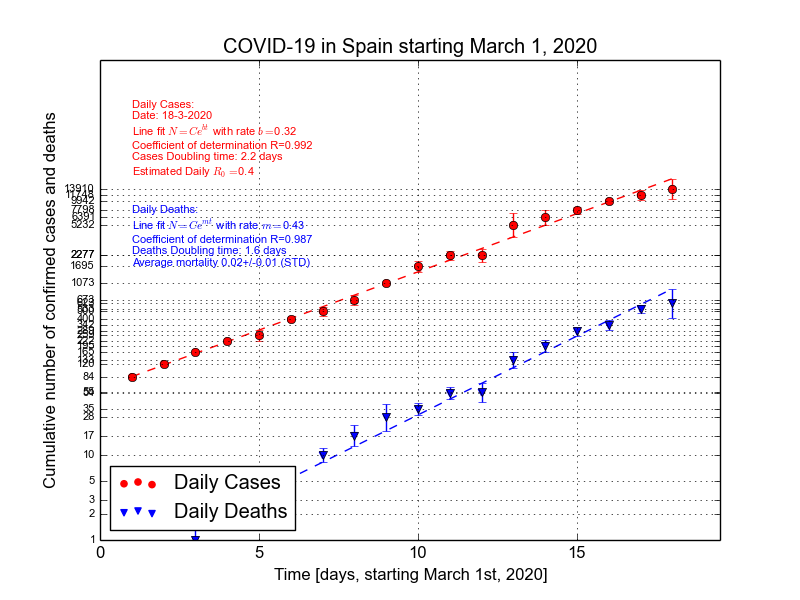 COVID-19 in Spain starting March 1, 2020
Daily Cases:
Date: 18-3-2020
Line fit N=Ce^{bt} with rate b=0.32
Coefficient of determination R=0.992
Cases Doubling time: 2.2 days
Estimated Daily R_0=0.4
Daily Deaths:
Line fit N=Ce^{mt} with rate: m=0.43
Coefficient of determination R=0.987
Deaths Doubling time: 1.6 days
Average mortality 0.02+/-0.01 (STD)
Cumulative number of confirmed cases and deaths
13910
11748
9942
7798
6391
5232
2277
1695
1073
673
500
400
222
165
120
84
35
28
17
10
5
3
2
1
Daily Cases
Daily Deaths
0 5 10 15
Time [days, starting March 1st, 2020]